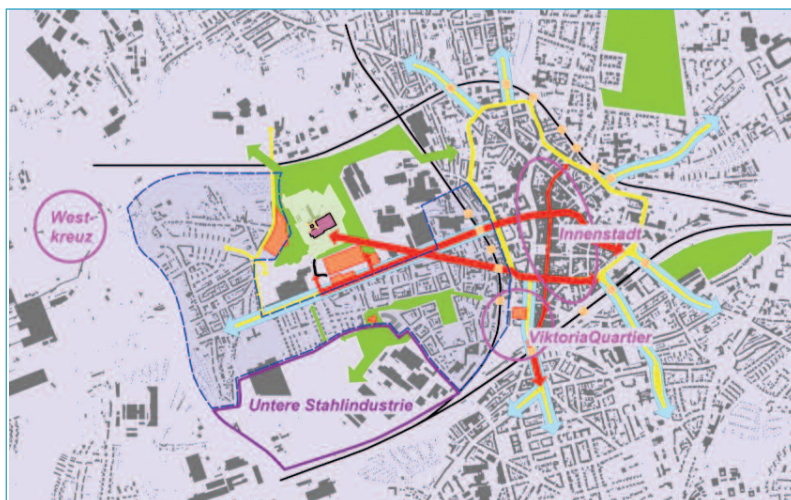 West-
kreuz
Innenstadt
ViktoriaQuartier
Untere Stahlindustrie